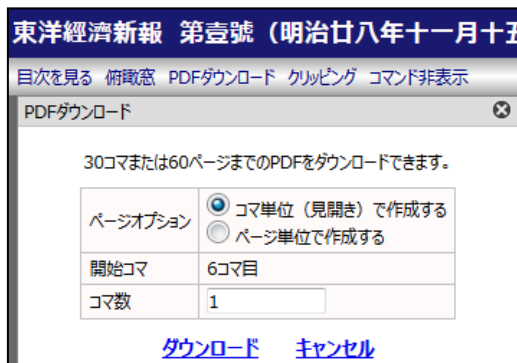 東洋經濟新報 第壹號（明治廿八年十一月十五
目次を見る 俯瞰窓 PDFダウンロード クリッピング コマンド非表示
PDFダウンロード
30コマまたは60ページまでのPDFをダウンロードできます。
ページオプション
コマ単位（見開き）で作成する
ページ単位で作成する
開始コマ 6コマ目
コマ数 1
ダウンロード キャンセル